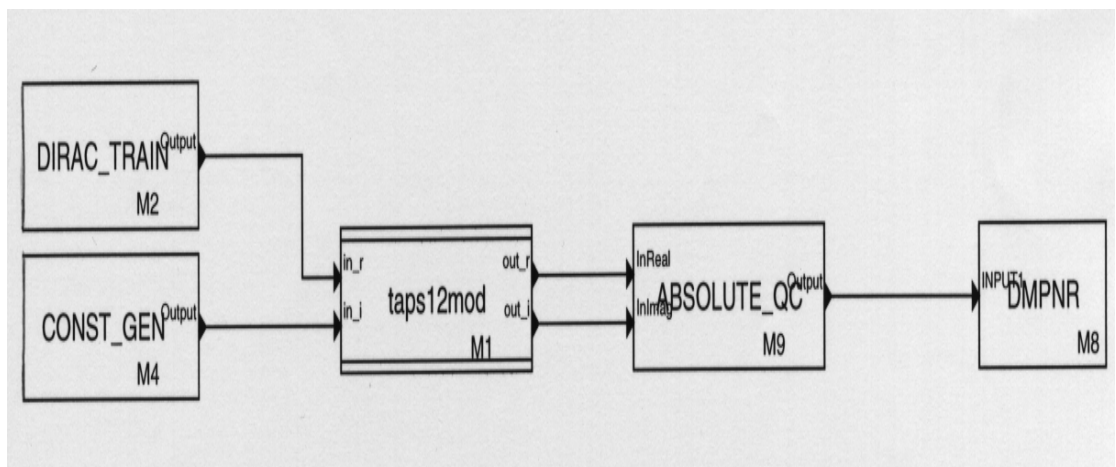 Output
DIRAC_TRAIN
M2
Output
CONST_GEN
M4
in_r
out_r
taps12mod
in_i
out_i
M1
InReal
Output
ABSOLUTE_QC
InImag
M9
INPUT1
DMPNR
M8